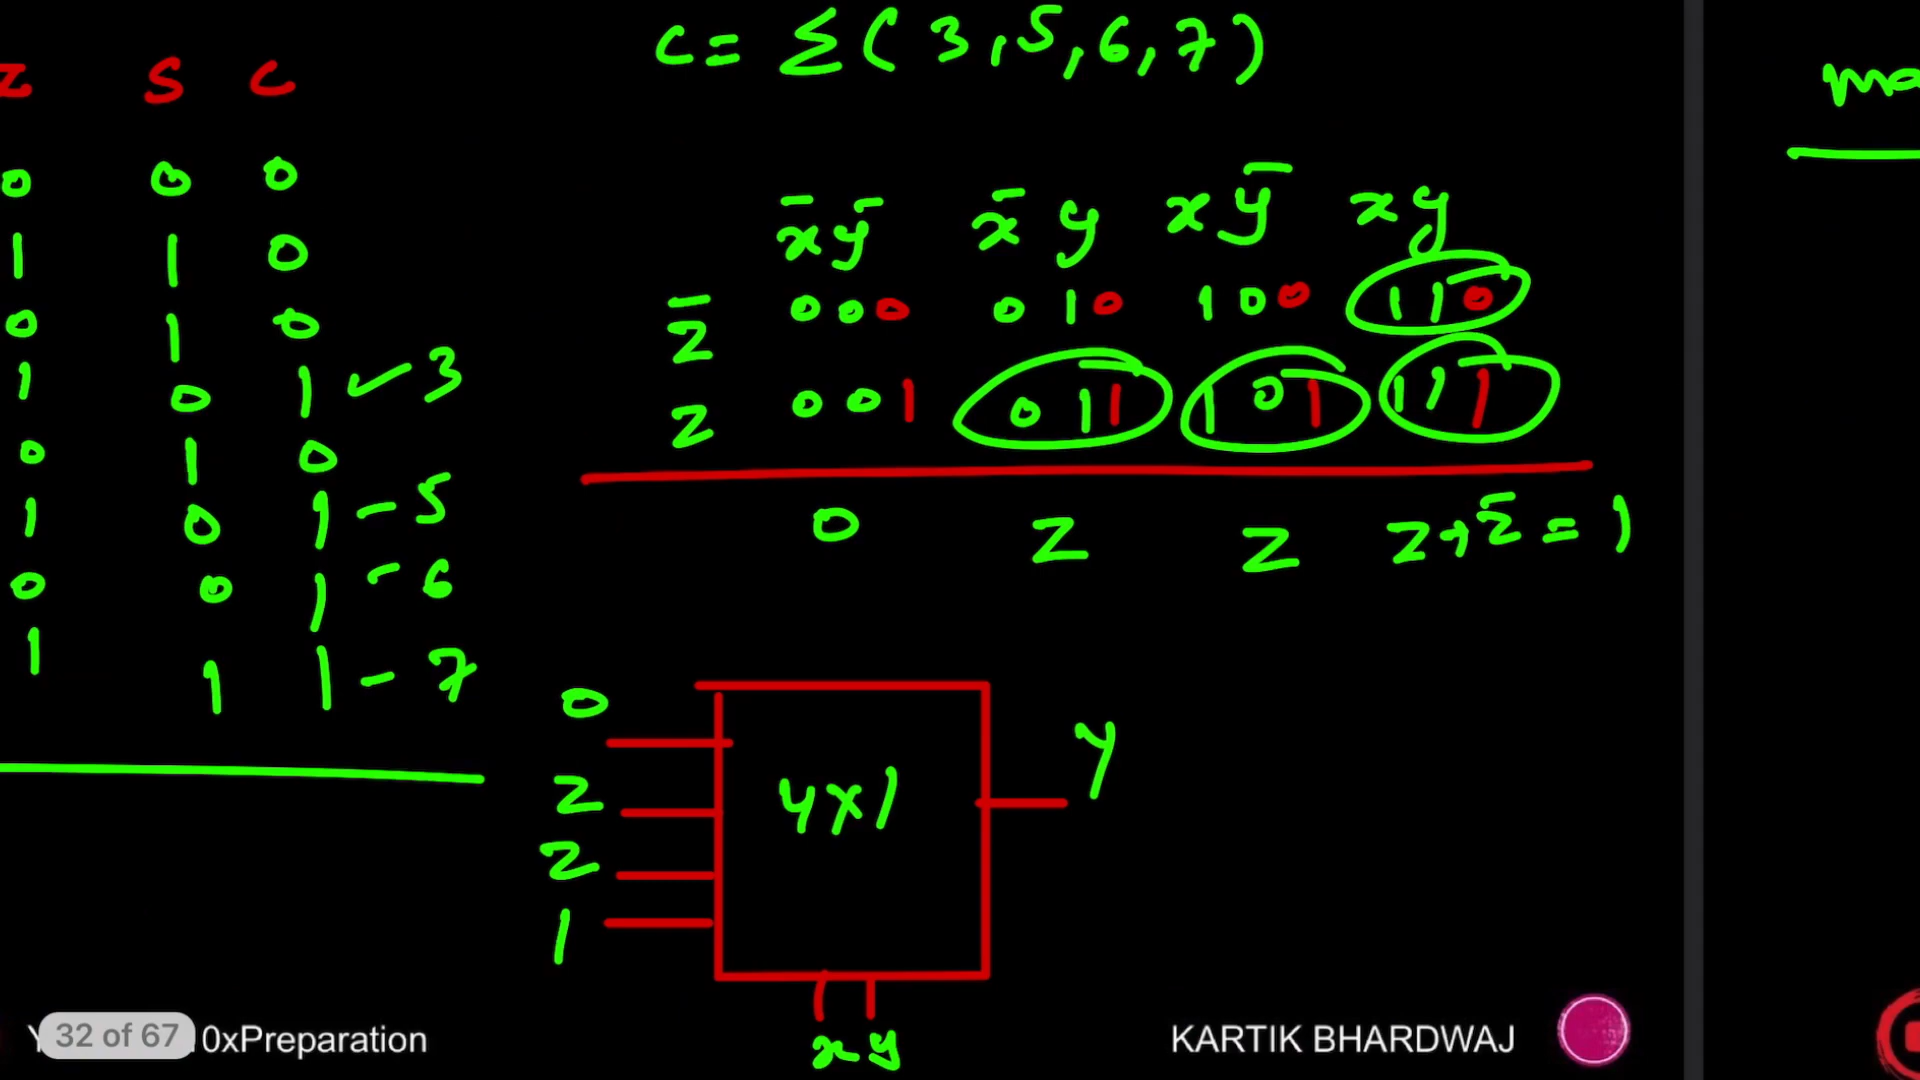 C = Σ(3,5,6,7)
z S C
0 0 0
1 1 0
0 1 0
1 0 1 ✓ 3
0 1 0
1 0 1 - 5
0 0 1 - 6
1 1 1 - 7
x̄ȳ x̄y xȳ xy
z̄ 000 010 100 110
z 001 011 101 111
0 z z z+z̄ = 1
0
z
z
1
4x1
Y
x y
32 of 67
0xPreparation
KARTIK BHARDWAJ